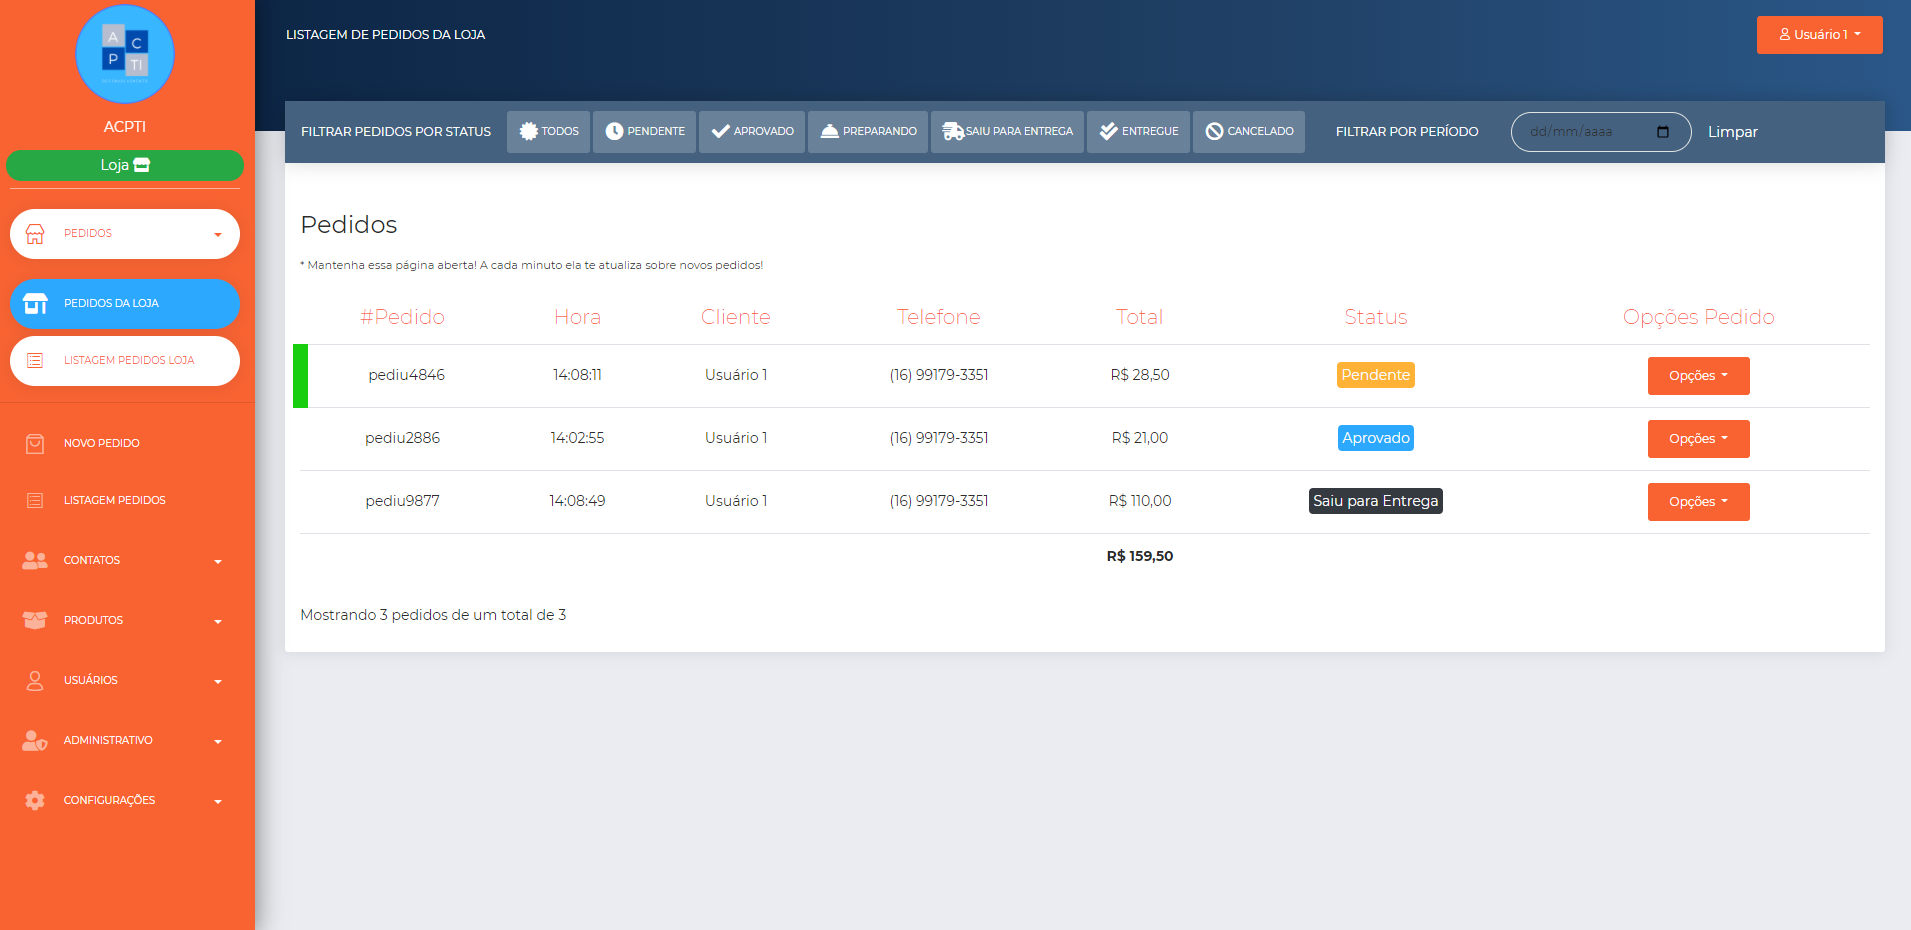 A
C
P
TI
ACPTI
Loja
PEDIDOS
PEDIDOS DA LOJA
LISTAGEM PEDIDOS LOJA
NOVO PEDIDO
LISTAGEM PEDIDOS
CONTATOS
PRODUTOS
USUÁRIOS
ADMINISTRATIVO
CONFIGURAÇÕES
LISTAGEM DE PEDIDOS DA LOJA
Usuário 1
FILTRAR PEDIDOS POR STATUS TODOS PENDENTE APROVADO PREPARANDO SAIU PARA ENTREGA ENTREGUE CANCELADO FILTRAR POR PERÍODO dd/mm/aaaa Limpar
Pedidos
* Mantenha essa página aberta! A cada minuto ela te atualiza sobre novos pedidos!
#Pedido Hora Cliente Telefone Total Status Opções Pedido
pediu4846 14:08:11 Usuário 1 (16) 99179-3351 R$ 28,50 Pendente Opções
pediu2886 14:02:55 Usuário 1 (16) 99179-3351 R$ 21,00 Aprovado Opções
pediu9877 14:08:49 Usuário 1 (16) 99179-3351 R$ 110,00 Saiu para Entrega Opções
R$ 159,50
Mostrando 3 pedidos de um total de 3